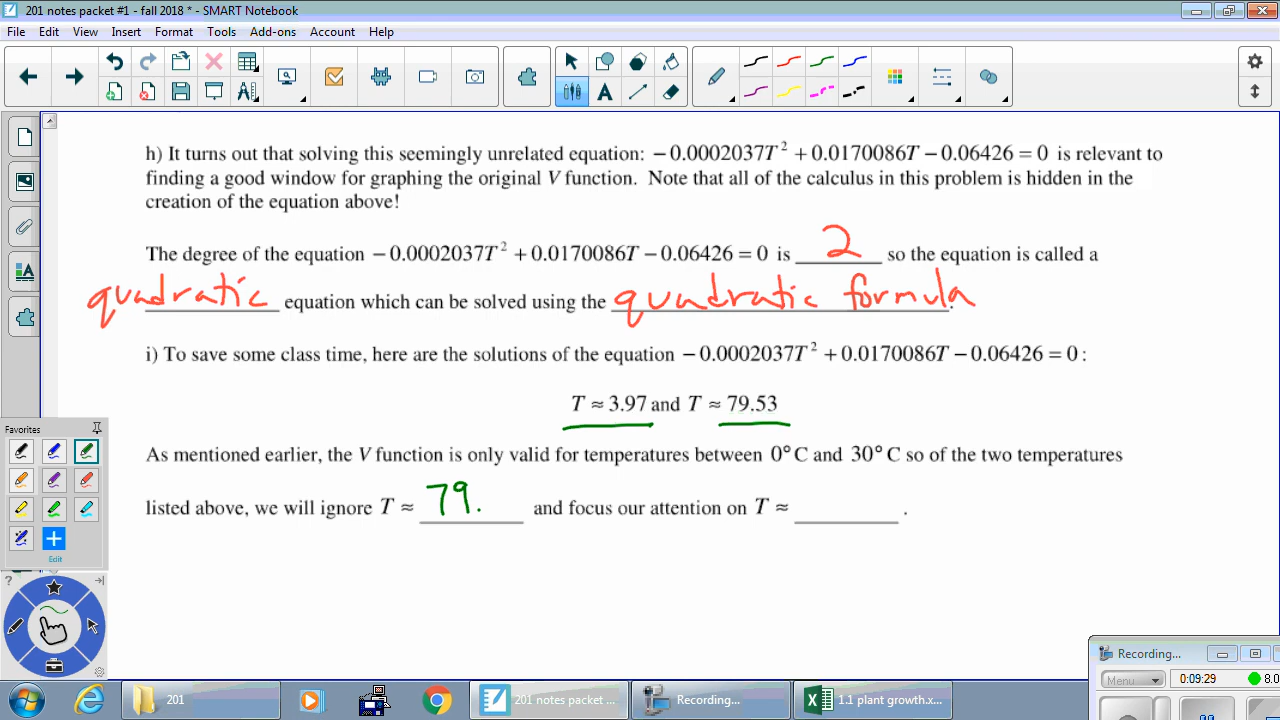 201 notes packet #1 - fall 2018 * - SMART Notebook
File Edit View Insert Format Tools Add-ons Account Help
h) It turns out that solving this seemingly unrelated equation: −0.0002037T² + 0.0170086T − 0.06426 = 0 is relevant to
finding a good window for graphing the original V function. Note that all of the calculus in this problem is hidden in the
creation of the equation above!
The degree of the equation −0.0002037T² + 0.0170086T − 0.06426 = 0 is 2 so the equation is called a
quadratic equation which can be solved using the quadratic formula.
i) To save some class time, here are the solutions of the equation −0.0002037T² + 0.0170086T − 0.06426 = 0:
T ≈ 3.97 and T ≈ 79.53
As mentioned earlier, the V function is only valid for temperatures between 0°C and 30°C so of the two temperatures
listed above, we will ignore T ≈ 79. and focus our attention on T ≈ ________ .
Favorites
Edit
?
Recording...
Menu
0:09:29
8.0
201
201 notes packet ...
Recording...
1.1 plant growth.x...